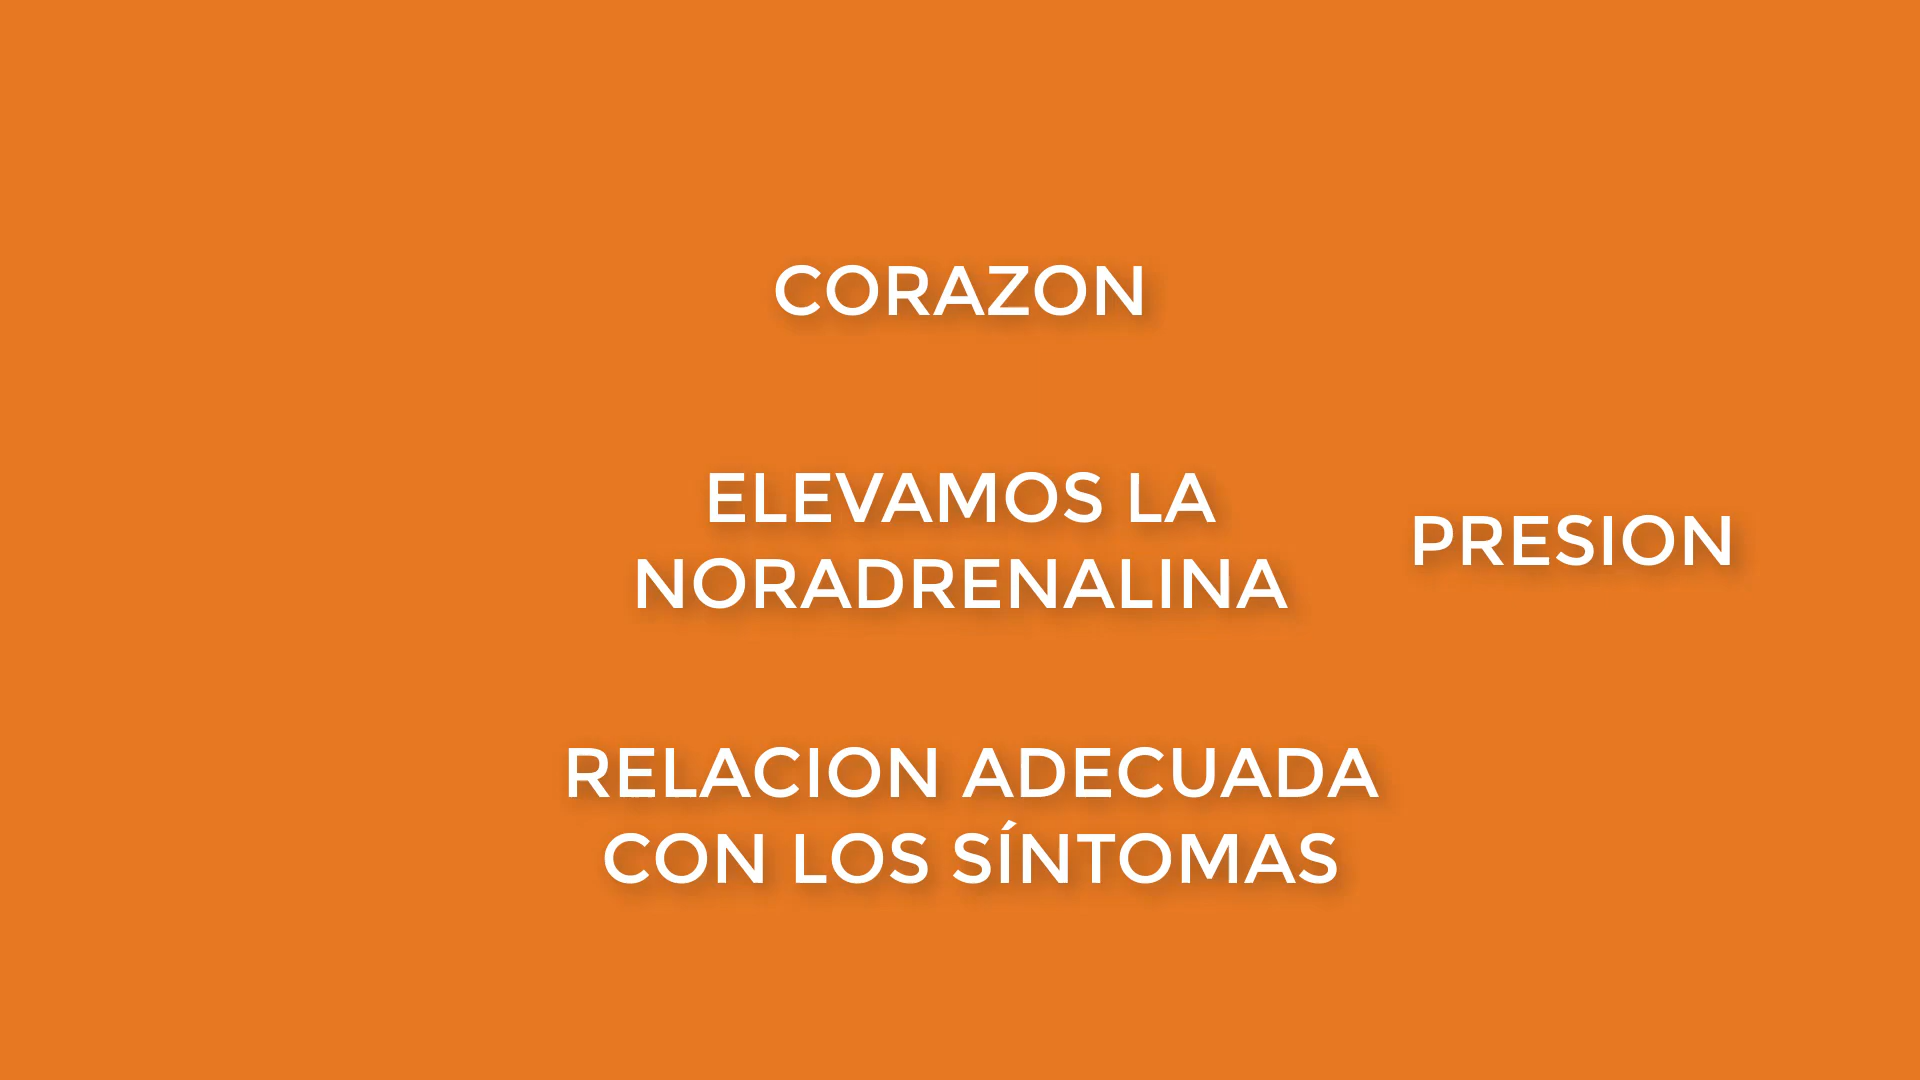 CORAZON
ELEVAMOS LA
NORADRENALINA
PRESION
RELACION ADECUADA
CON LOS SÍNTOMAS